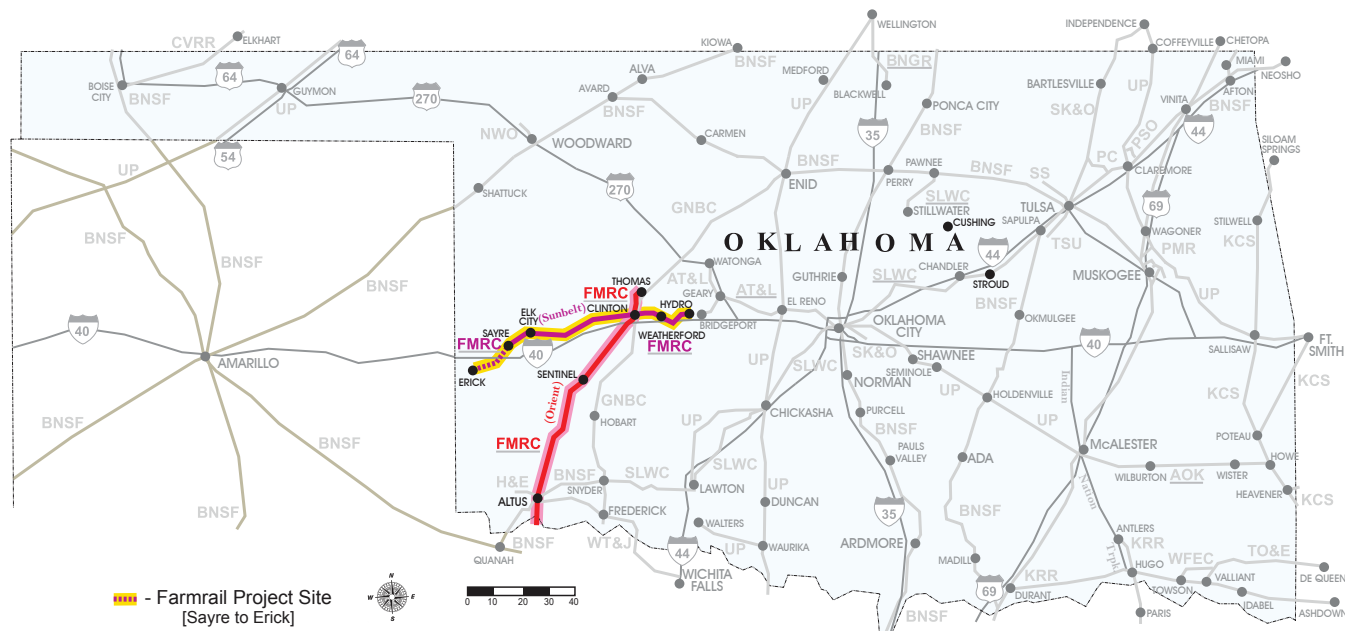 WELLINGTON
INDEPENDENCE
COFFEYVILLE
CHETOPA
CVRR
ELKHART
64
KIOWA
BNSF
BNGR
MIAMI
NEOSHO
64
ALVA
MEDFORD
UP
BARTLESVILLE
UP
AFTON
BOISE
CITY
BNSF
UP
GUYMON
270
AVARD
BNSF
UP
BLACKWELL
PONCA CITY
SK&O
VINITA
BNSF
NWO
WOODWARD
CARMEN
35
BNSF
44
SILOAM
SPRINGS
54
UP
BNSF
PAWNEE
BNSF
PC
PSO
CLAREMORE
SHATTUCK
270
ENID
PERRY
SS
SLWC
STILLWATER
TULSA
69
GNBC
SAPULPA
CUSHING
STILWELL
BNSF
OKLAHOMA
TSU
WAGONER
KCS
44
PMR
BNSF
WATONGA
GUTHRIE
SLWC
CHANDLER
MUSKOGEE
UP
THOMAS
AT&L
AT&L
STROUD
BNSF
FMRC
GEARY
EL RENO
ELK
CITY
(Sunbelt)
CLINTON
HYDRO
BRIDGEPORT
BNSF
OKMULGEE
40
SAYRE
FMRC
WEATHERFORD
FMRC
OKLAHOMA
CITY
40
SALLISAW
FT.
SMITH
AMARILLO
40
UP
SK&O
SHAWNEE
SEMINOLE
ERICK
SENTINEL
SLWC
NORMAN
UP
HOLDENVILLE
Indian
KCS
KCS
(Orient)
GNBC
HOBART
CHICKASHA
PURCELL
UP
UP
BNSF
McALESTER
POTEAU
BNSF
BNSF
FMRC
PAULS
VALLEY
ADA
HOWE
BNSF
SLWC
SLWC
UP
WILBURTON
AOK
WISTER
H&E
SNYDER
LAWTON
HEAVENER
KCS
ALTUS
DUNCAN
Nation
BNSF
FREDERICK
35
BNSF
WALTERS
ANTLERS
BNSF
WT&J
44
UP
WAURIKA
ARDMORE
MADILL
KRR
TO&E
QUANAH
Trpk
HUGO
WFEC
WICHITA
FALLS
KRR
VALLIANT
DE QUEEN
69
DURANT
TOWSON
IDABEL
ASHDOWN
BNSF
PARIS
- Farmrail Project Site
[Sayre to Erick]
N
W E
S
0 10 20 30 40